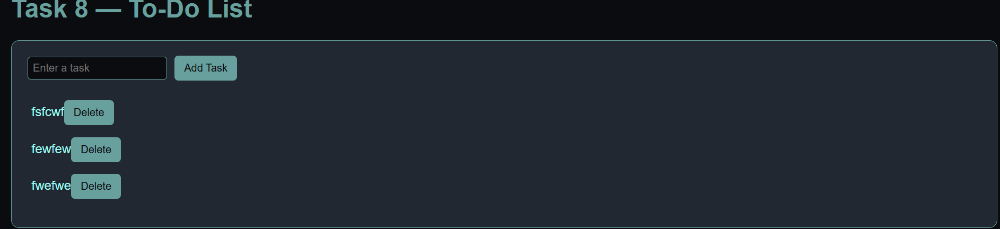 Task 8 — To-Do List
Enter a task Add Task
fsfcwf Delete
fewfew Delete
fwefwe Delete